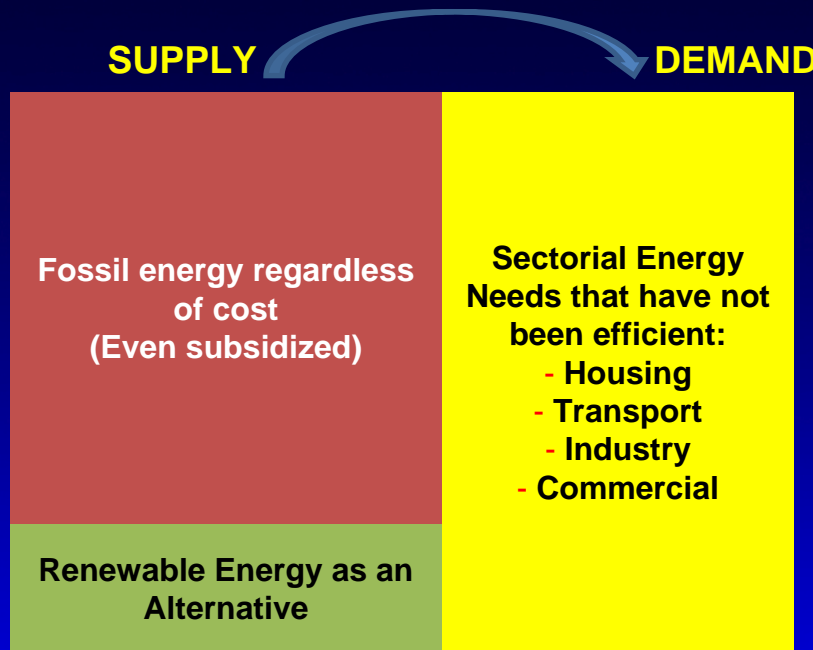 SUPPLY
DEMAND
Fossil energy regardless
of cost
(Even subsidized)
Renewable Energy as an
Alternative
Sectorial Energy
Needs that have not
been efficient:
- Housing
- Transport
- Industry
- Commercial